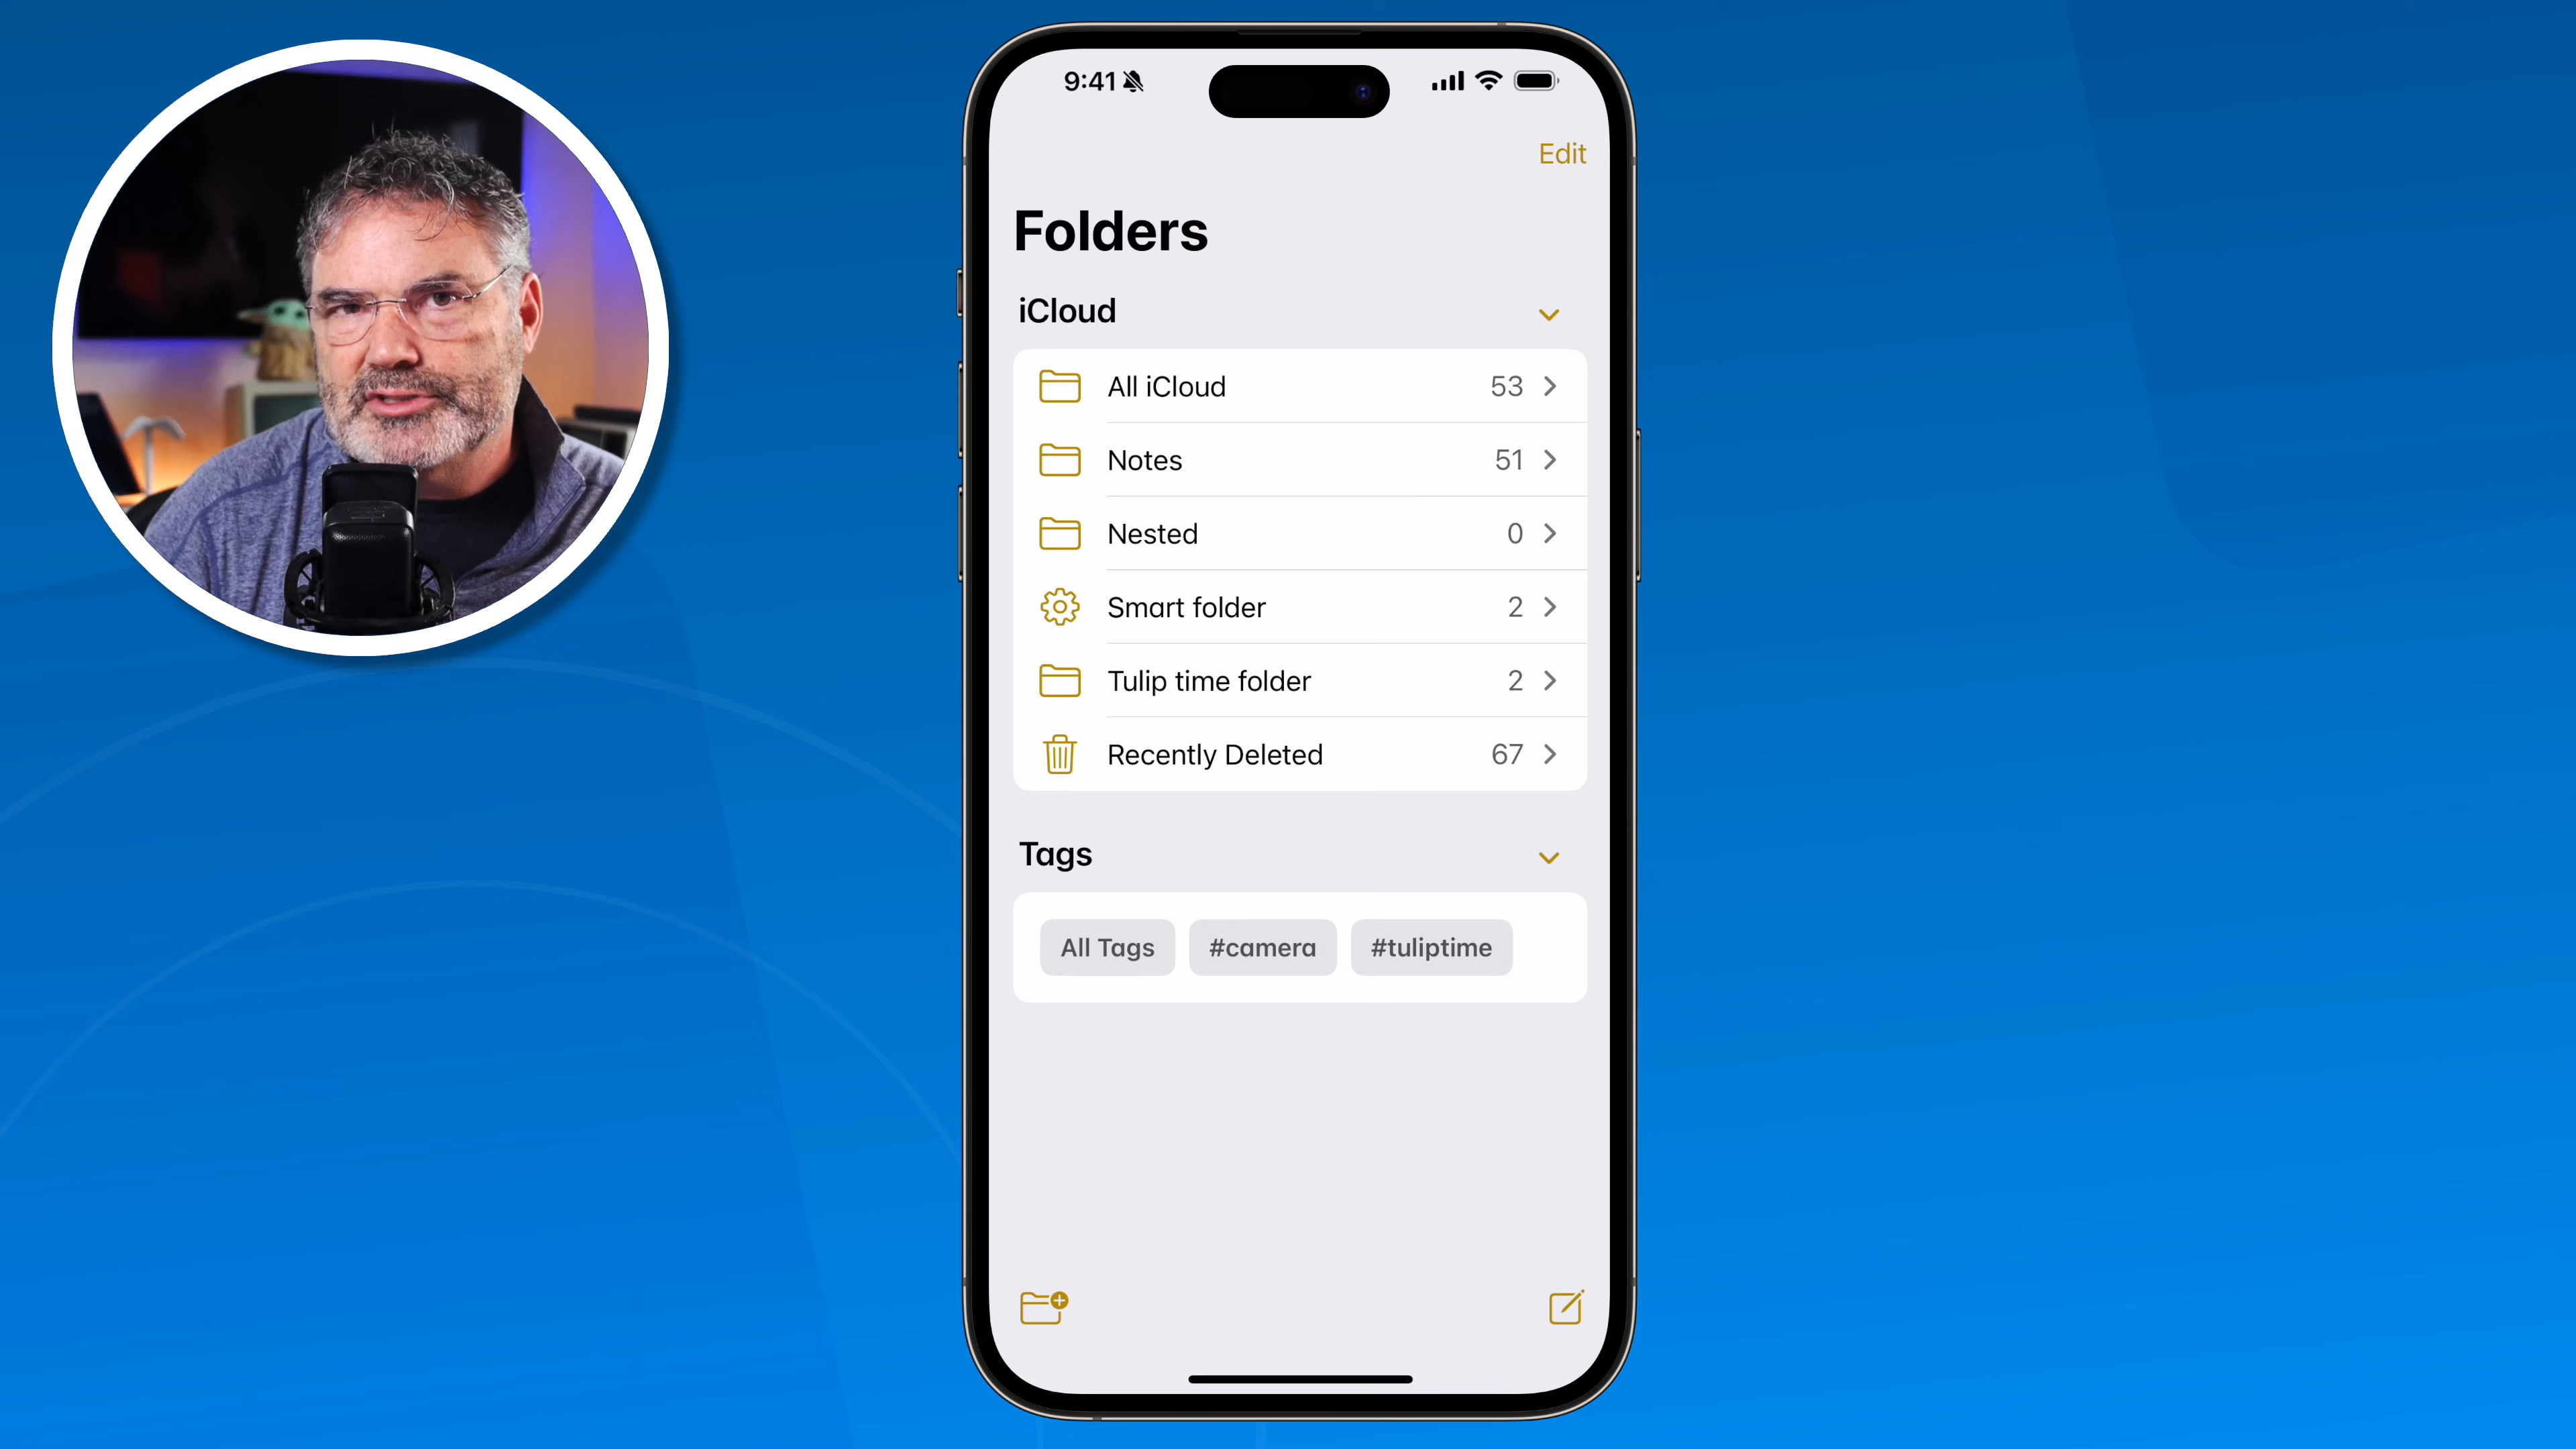 9:41
Edit
Folders
iCloud
All iCloud 53
Notes 51
Nested 0
Smart folder 2
Tulip time folder 2
Recently Deleted 67
Tags
All Tags #camera #tuliptime